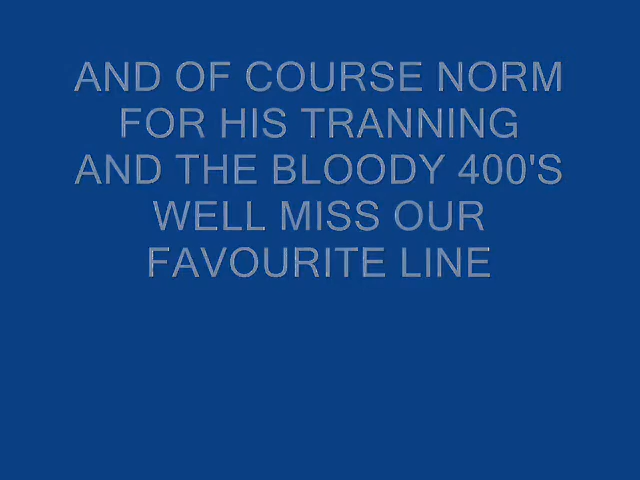 AND OF COURSE NORM
FOR HIS TRANNING
AND THE BLOODY 400'S
WELL MISS OUR
FAVOURITE LINE